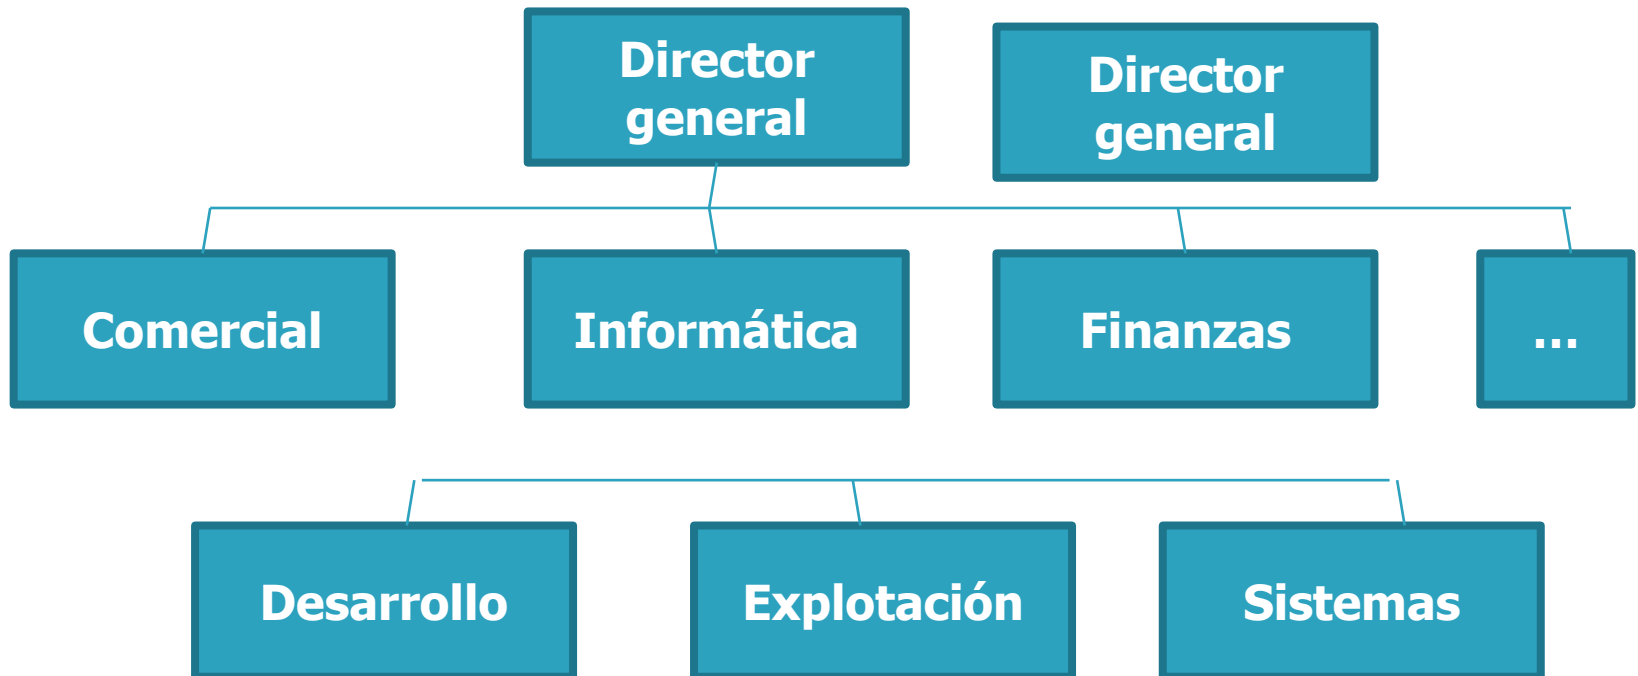 Director
general
Director
general
Comercial
Informática
Finanzas
...
Desarrollo
Explotación
Sistemas